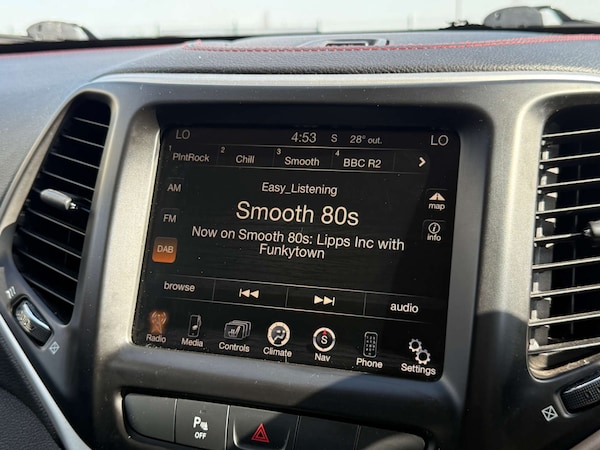 LO 4:53 S 28° out. LO
1 PlntRock 2 Chill 3 Smooth 4 BBC R2 >
AM
Easy_Listening
map
Smooth 80s
FM
Now on Smooth 80s: Lipps Inc with
i info
DAB
Funkytown
browse
audio
Radio Media Controls Climate S Nav Phone Settings
P
OFF